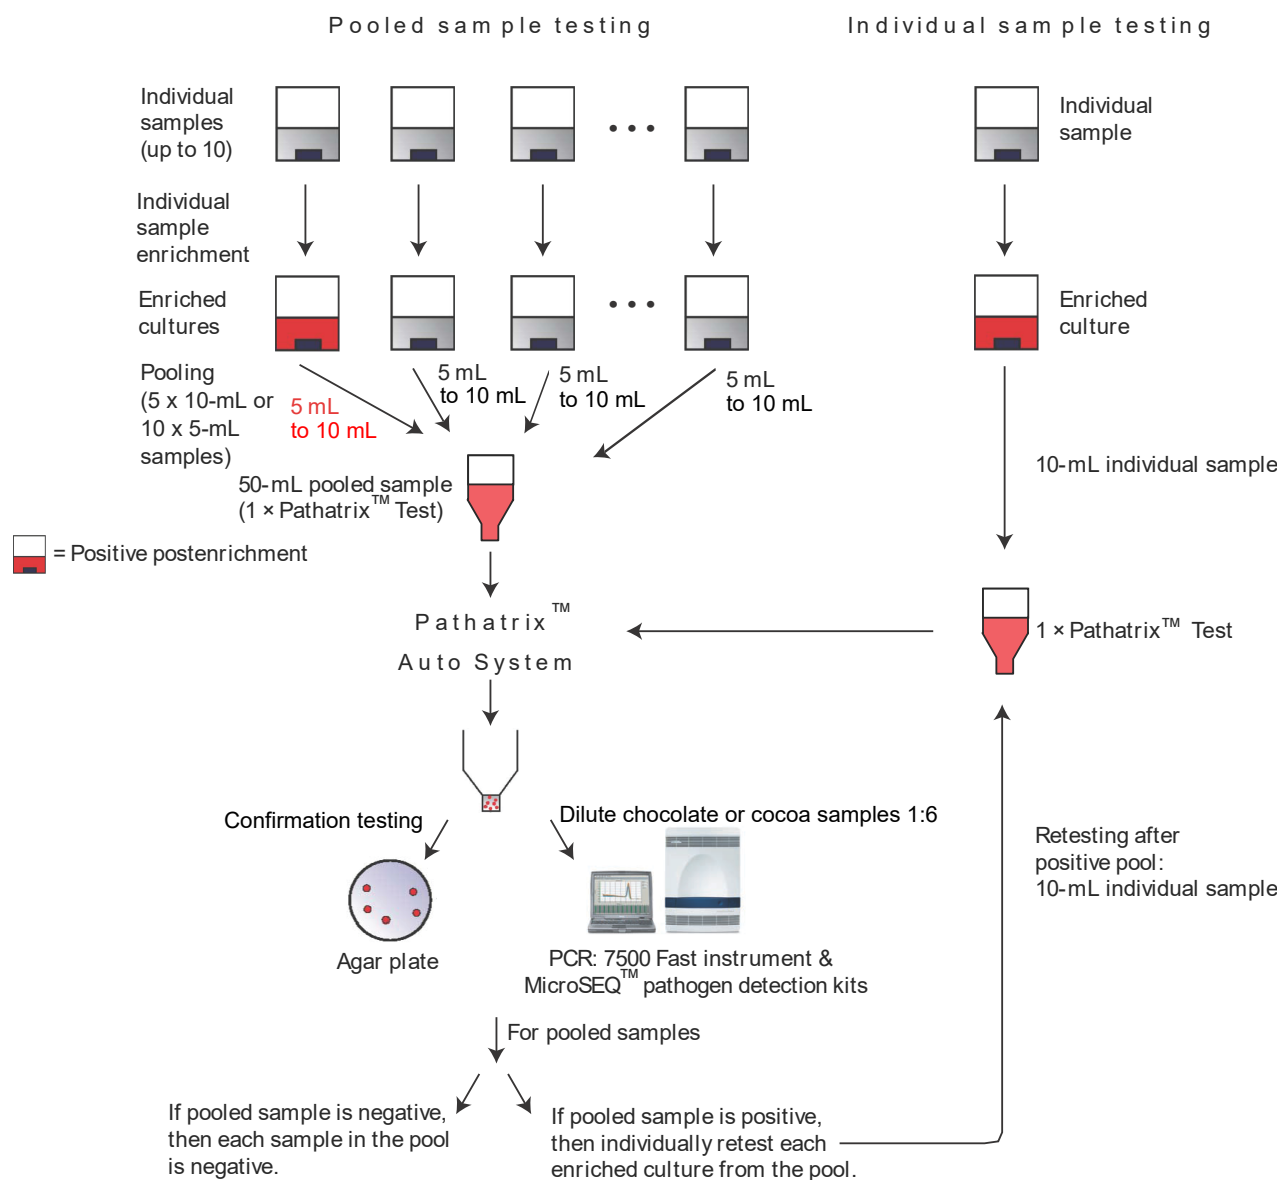 Pooled sample testing
Individual sample testing
Individual
samples
(up to 10)
Individual
sample
Individual
sample
enrichment
Enriched
cultures
Enriched
culture
Pooling
(5 x 10-mL or
10 x 5-mL
samples)
5 mL
to 10 mL
5 mL
to 10 mL
5 mL
to 10 mL
5 mL
to 10 mL
10-mL individual sample
50-mL pooled sample
(1 × Pathatrix™ Test)
= Positive postenrichment
Pathatrix™
Auto System
1 × Pathatrix™ Test
Confirmation testing
Dilute chocolate or cocoa samples 1:6
Retesting after
positive pool:
10-mL individual sample
Agar plate
PCR: 7500 Fast instrument &
MicroSEQ™ pathogen detection kits
For pooled samples
If pooled sample is negative,
then each sample in the pool
is negative.
If pooled sample is positive,
then individually retest each
enriched culture from the pool.